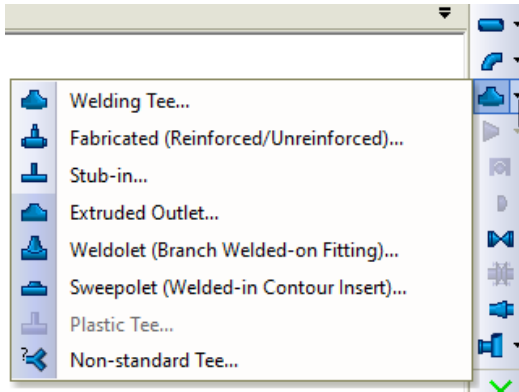 Welding Tee...
Fabricated (Reinforced/Unreinforced)...
Stub-in...
Extruded Outlet...
Weldolet (Branch Welded-on Fitting)...
Sweepolet (Welded-in Contour Insert)...
Plastic Tee...
Non-standard Tee...